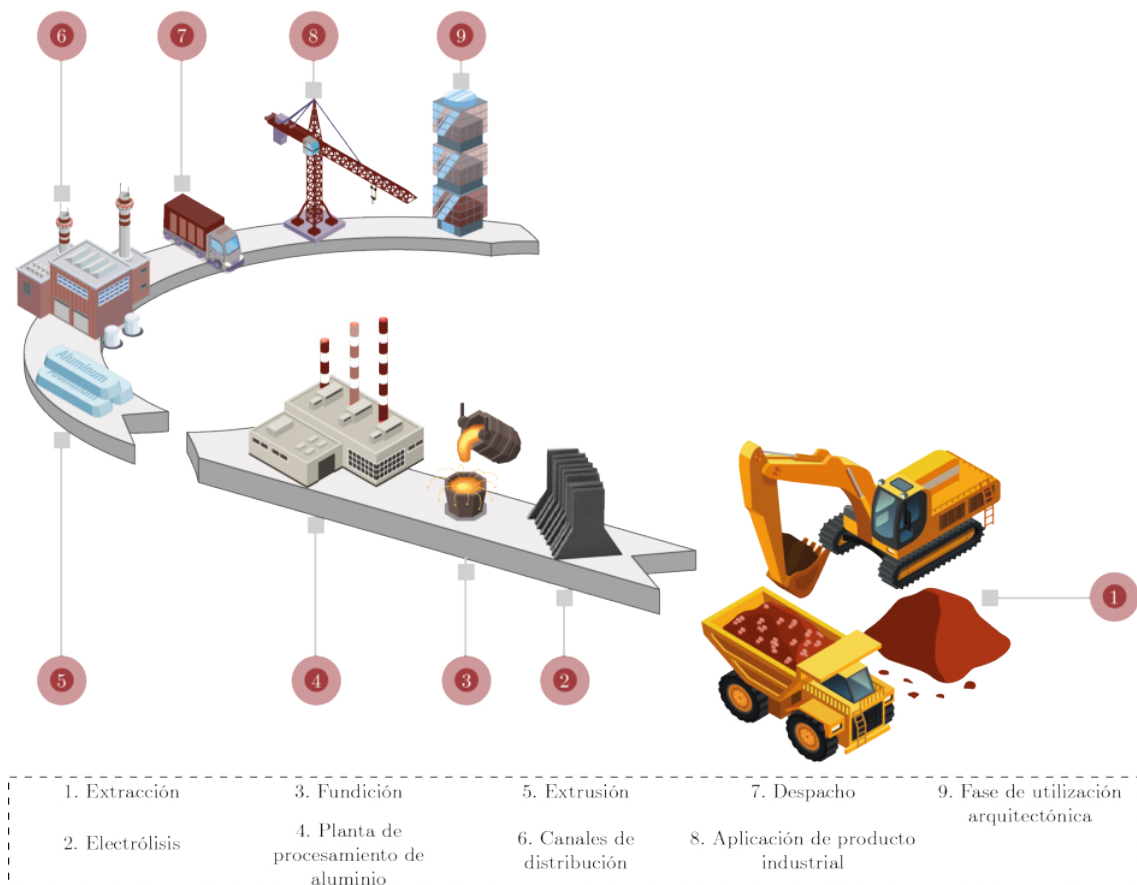 6
7
8
9
Aluminum
Aluminum
1
5
4
3
2
1. Extracción
3. Fundición
5. Extrusión
7. Despacho
9. Fase de utilización
arquitectónica
2. Electrólisis
4. Planta de
procesamiento de
aluminio
6. Canales de
distribución
8. Aplicación de producto
industrial